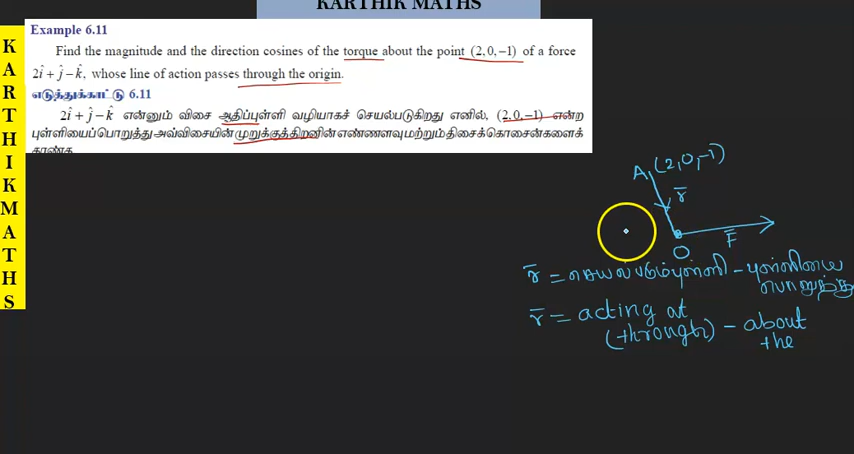 KARTHIK MATHS
Example 6.11
Find the magnitude and the direction cosines of the torque about the point (2,0,−1) of a force
2î + ĵ − k̂, whose line of action passes through the origin.
எடுத்துக்காட்டு 6.11
2î + ĵ − k̂ என்னும் விசை ஆதிப்புள்ளி வழியாகச் செயல்படுகிறது எனில், (2,0,−1) என்ற
புள்ளியைப்பொறுத்து அவ்விசையின் முறுக்குத்திறனின் எண்ணளவு மற்றும் திசைக்கொசைன்களைக்
காண்க
K
A
R
T
H
I
K
M
A
T
H
S
A (2,0,−1)
r̄
F̄
O
r̄ = செயல்படும்புள்ளி − புள்ளியை
பொறுத்து
r̄ = acting at
(through) − about
the